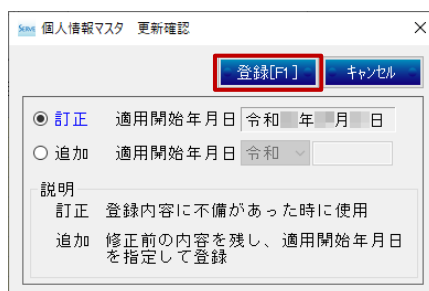 SERVE 個人情報マスタ 更新確認
登録[F1] キャンセル
訂正 適用開始年月日 令和 年 月 日
追加 適用開始年月日 令和
説明
訂正 登録内容に不備があった時に使用
追加 修正前の内容を残し、適用開始年月日
を指定して登録